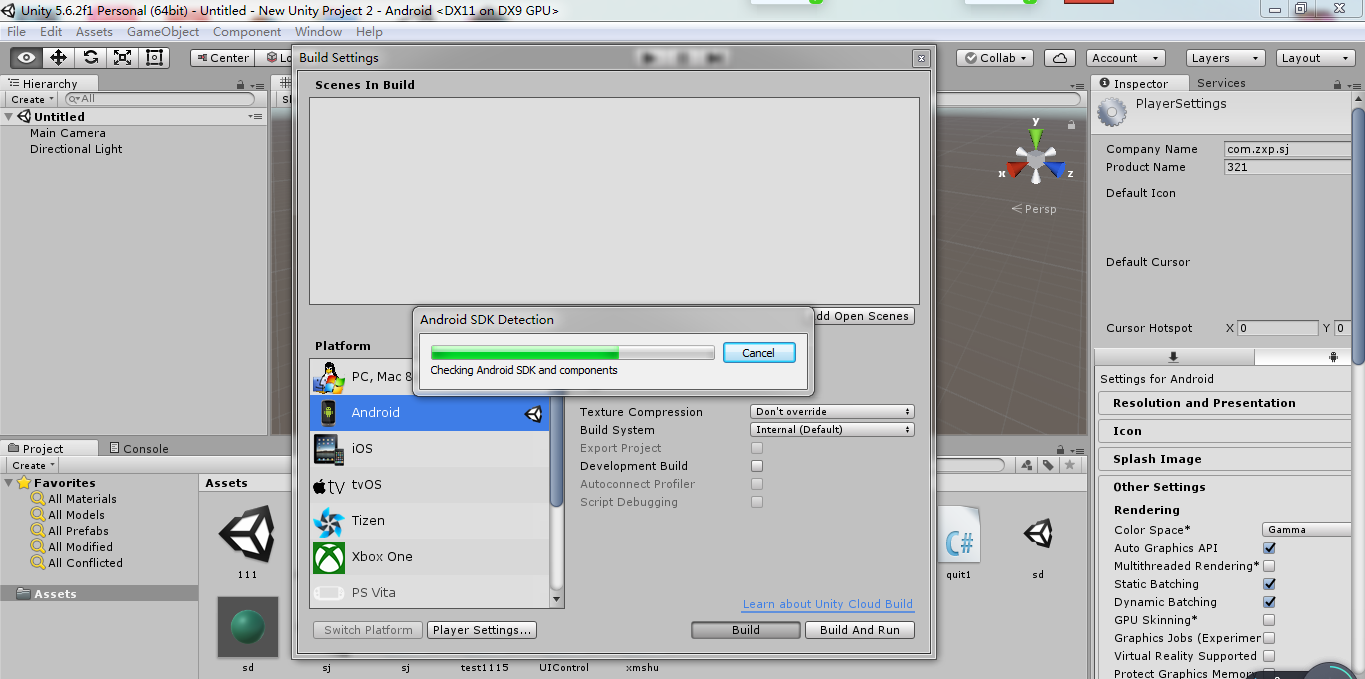 Unity 5.6.2f1 Personal (64bit) - Untitled - New Unity Project 2 - Android <DX11 on DX9 GPU>
File Edit Assets GameObject Component Window Help
Center
Collab
Account
Layers
Layout
Build Settings
Hierarchy
Create
All
Untitled
Main Camera
Directional Light
Scenes In Build
y
x
z
Persp
Inspector
Services
PlayerSettings
Company Name com.zxp.sj
Product Name 321
Default Icon
Default Cursor
Cursor Hotspot X 0 Y 0
Settings for Android
Resolution and Presentation
Icon
Splash Image
Other Settings
Rendering
Color Space* Gamma
Auto Graphics API
Multithreaded Rendering*
Static Batching
Dynamic Batching
GPU Skinning*
Graphics Jobs (Experimer
Virtual Reality Supported
Protect Graphics Memory
Open Scenes
Android SDK Detection
Cancel
Checking Android SDK and components
Platform
PC, Mac &
Android
iOS
tv tvOS
Tizen
Xbox One
PS Vita
Texture Compression Don't override
Build System Internal (Default)
Export Project
Development Build
Autoconnect Profiler
Script Debugging
Learn about Unity Cloud Build
Switch Platform
Player Settings...
Build
Build And Run
Project
Console
Create
Favorites
All Materials
All Models
All Prefabs
All Modified
All Conflicted
Assets
Assets
111
C#
quit1
sd
sd
sj
sj
test1115
UIControl
xmshu